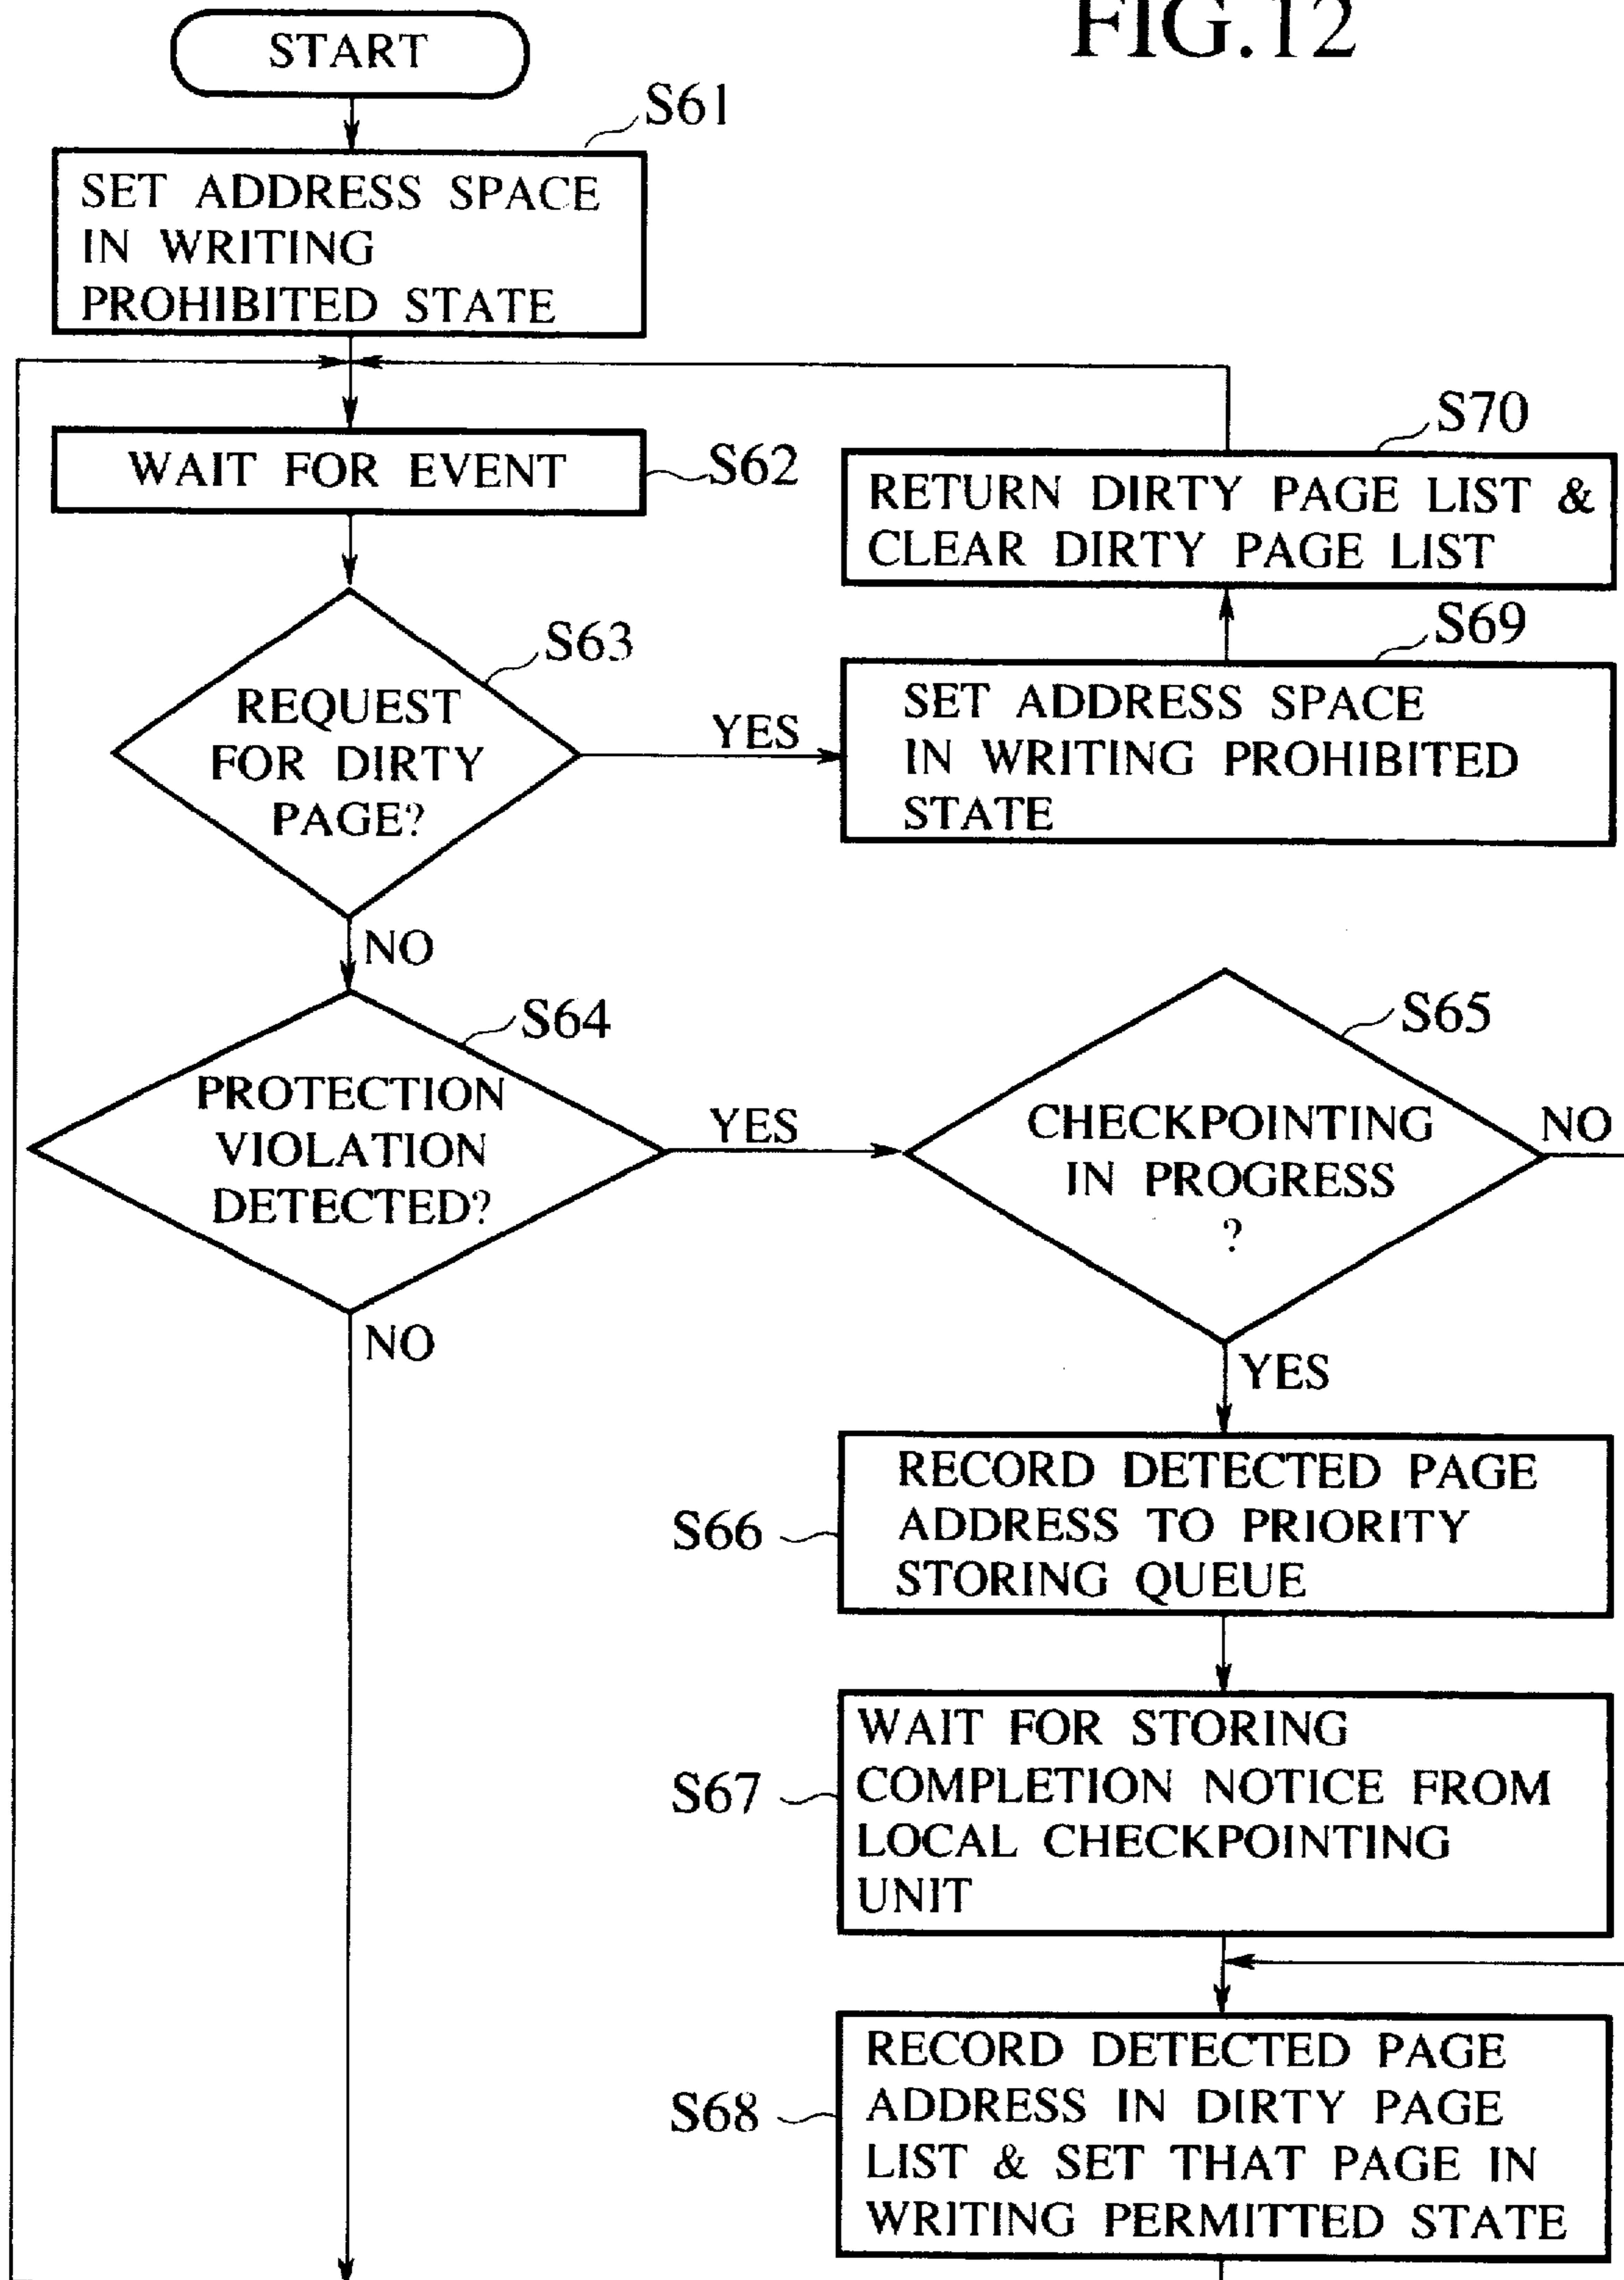 FIG.12
START
S61
SET ADDRESS SPACE
IN WRITING
PROHIBITED STATE
WAIT FOR EVENT
S62
S70
RETURN DIRTY PAGE LIST &
CLEAR DIRTY PAGE LIST
S63
REQUEST
FOR DIRTY
PAGE?
YES
S69
SET ADDRESS SPACE
IN WRITING PROHIBITED
STATE
NO
S64
PROTECTION
VIOLATION
DETECTED?
YES
S65
CHECKPOINTING
IN PROGRESS
?
NO
NO
YES
S66
RECORD DETECTED PAGE
ADDRESS TO PRIORITY
STORING QUEUE
S67
WAIT FOR STORING
COMPLETION NOTICE FROM
LOCAL CHECKPOINTING
UNIT
S68
RECORD DETECTED PAGE
ADDRESS IN DIRTY PAGE
LIST & SET THAT PAGE IN
WRITING PERMITTED STATE